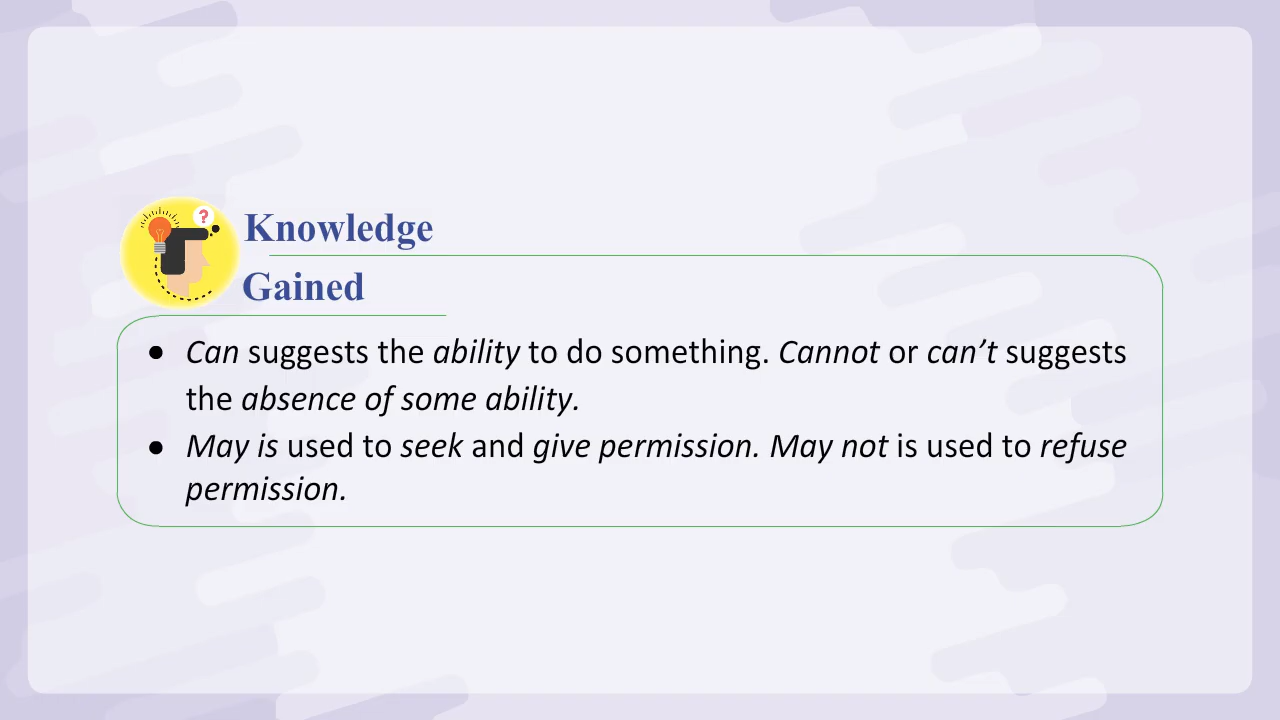 ?
Knowledge
Gained
● Can suggests the ability to do something. Cannot or can’t suggests
the absence of some ability.
● May is used to seek and give permission. May not is used to refuse
permission.